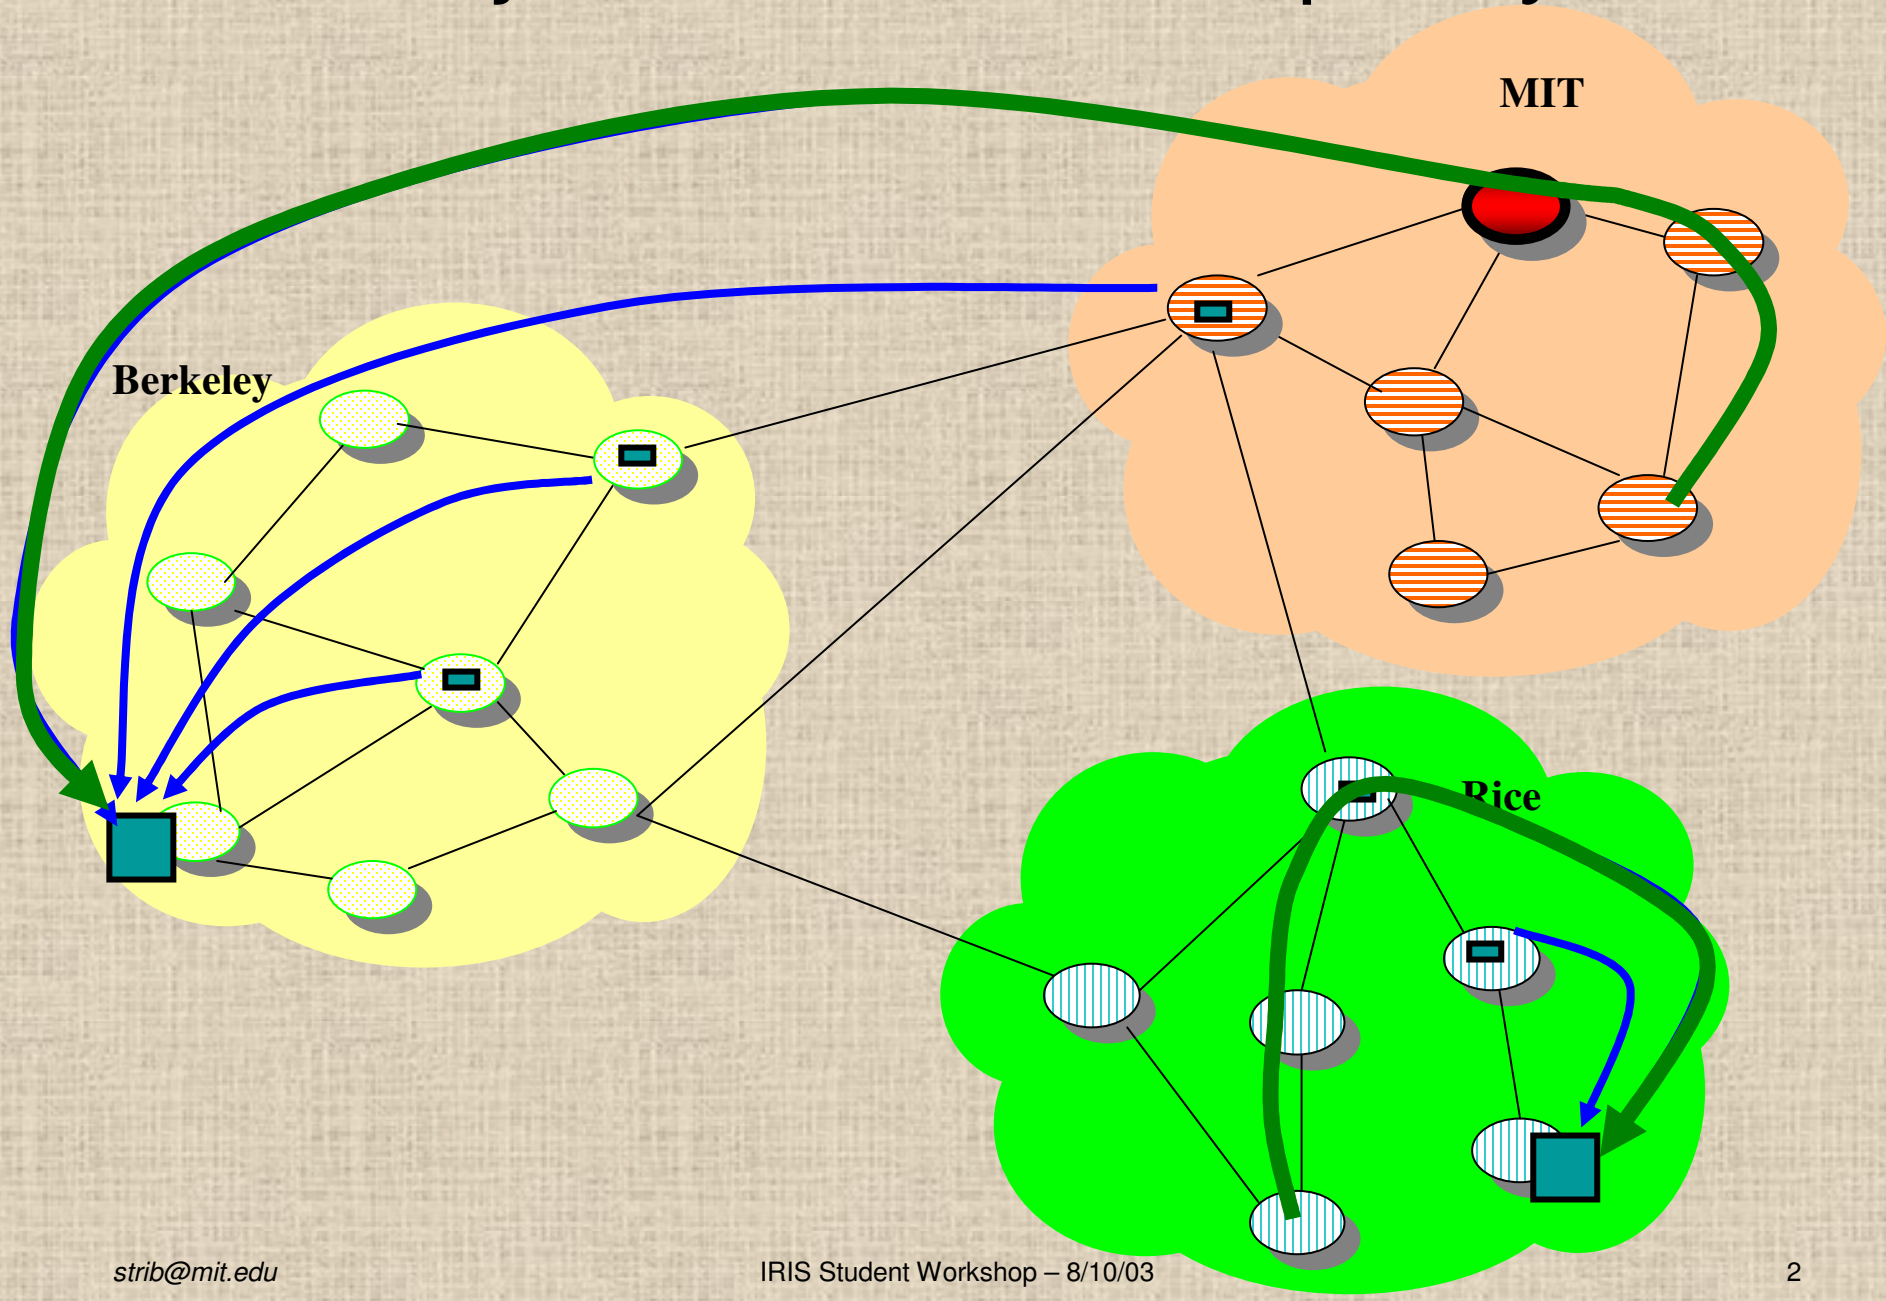 MIT
Berkeley
Rice
strib@mit.edu
IRIS Student Workshop – 8/10/03
2